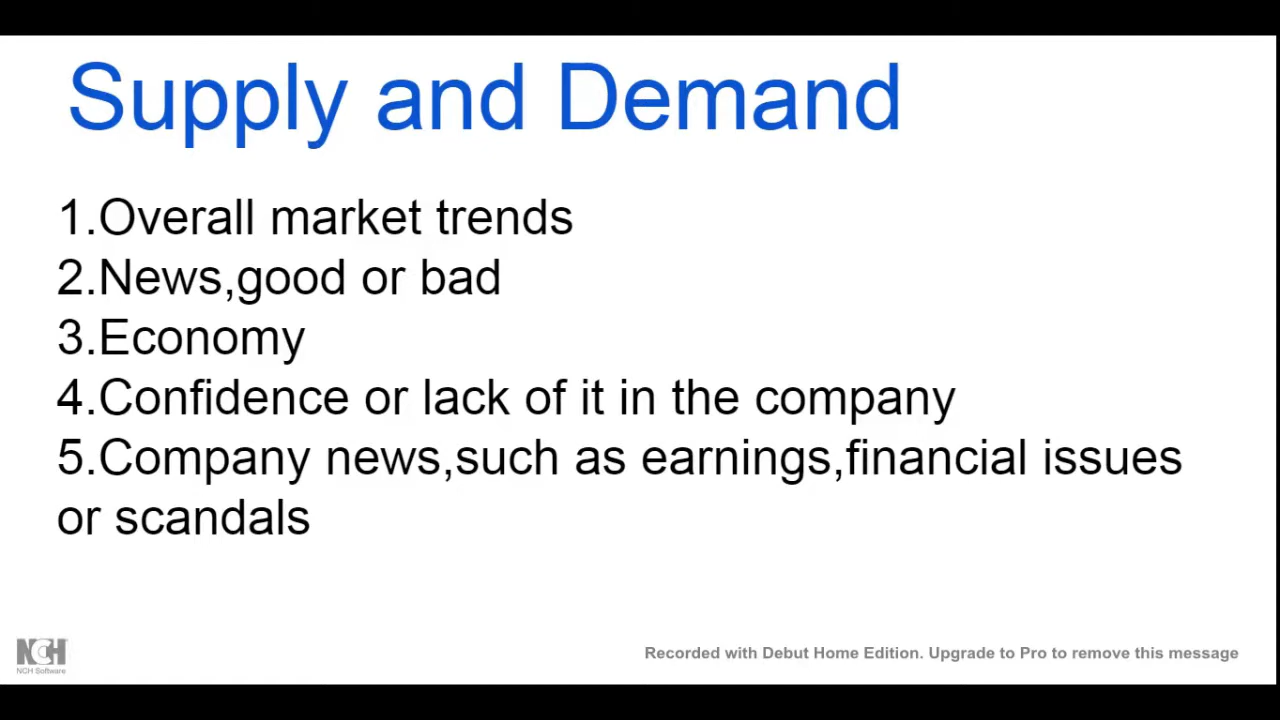 Supply and Demand
1.Overall market trends
2.News,good or bad
3.Economy
4.Confidence or lack of it in the company
5.Company news,such as earnings,financial issues
or scandals
NCH
NCH Software
Recorded with Debut Home Edition. Upgrade to Pro to remove this message